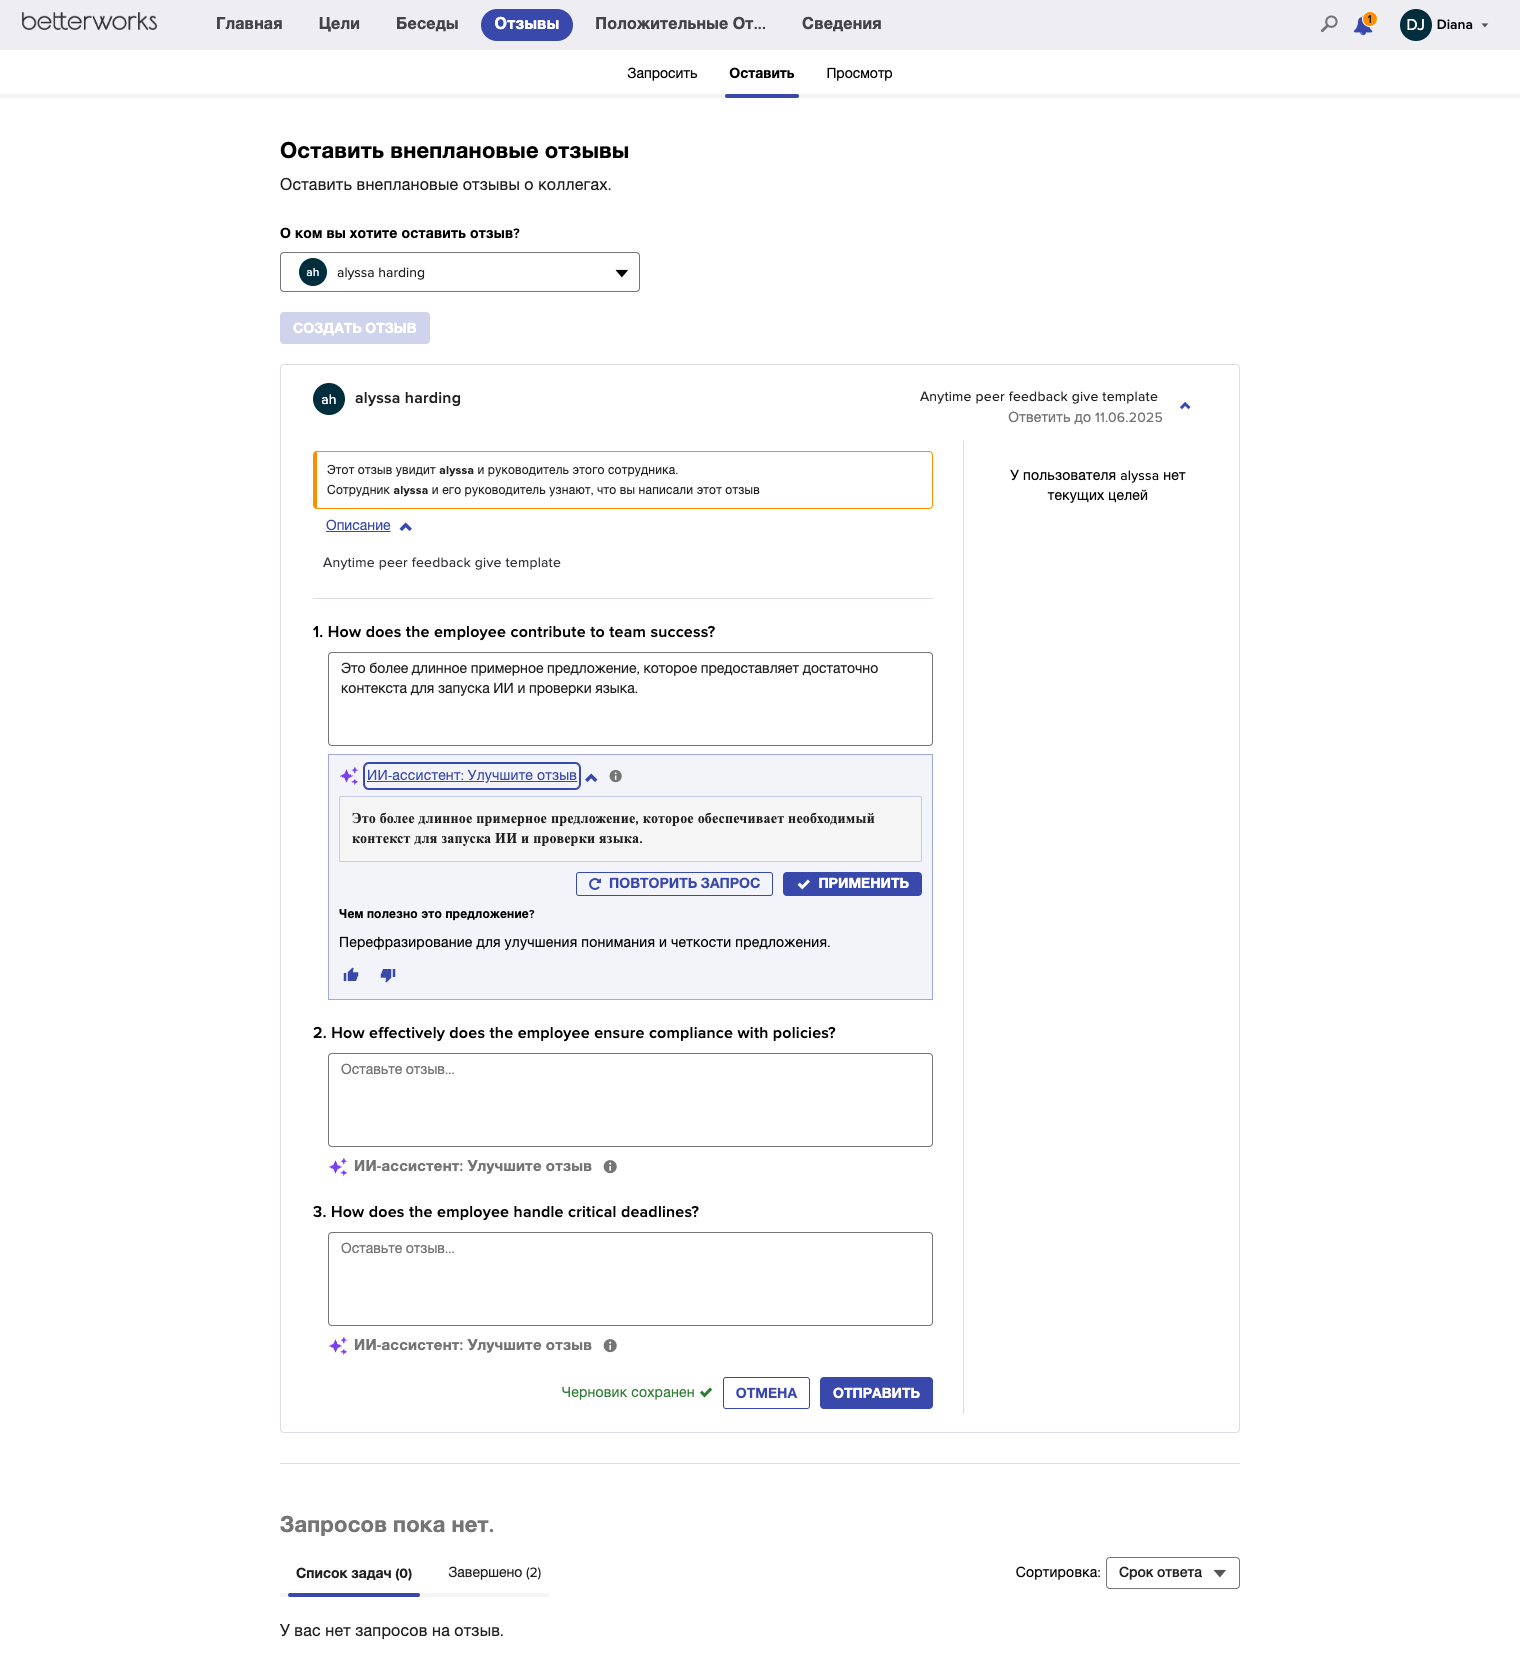 betterworks
Главная
Цели
Беседы
Отзывы
Положительные От...
Сведения
1
DJ
Diana
Запросить
Оставить
Просмотр
Оставить внеплановые отзывы
Оставить внеплановые отзывы о коллегах.
О ком вы хотите оставить отзыв?
ah
alyssa harding
СОЗДАТЬ ОТЗЫВ
ah
alyssa harding
Anytime peer feedback give template
Ответить до 11.06.2025
Этот отзыв увидит alyssa и руководитель этого сотрудника.
Сотрудник alyssa и его руководитель узнают, что вы написали этот отзыв
Описание
Anytime peer feedback give template
У пользователя alyssa нет
текущих целей
1. How does the employee contribute to team success?
Это более длинное примерное предложение, которое предоставляет достаточно
контекста для запуска ИИ и проверки языка.
ИИ-ассистент: Улучшите отзыв
Это более длинное примерное предложение, которое обеспечивает необходимый
контекст для запуска ИИ и проверки языка.
ПОВТОРИТЬ ЗАПРОС
ПРИМЕНИТЬ
Чем полезно это предложение?
Перефразирование для улучшения понимания и четкости предложения.
2. How effectively does the employee ensure compliance with policies?
Оставьте отзыв...
ИИ-ассистент: Улучшите отзыв
3. How does the employee handle critical deadlines?
Оставьте отзыв...
ИИ-ассистент: Улучшите отзыв
Черновик сохранен
ОТМЕНА
ОТПРАВИТЬ
Запросов пока нет.
Список задач (0)
Завершено (2)
Сортировка:
Срок ответа
У вас нет запросов на отзыв.